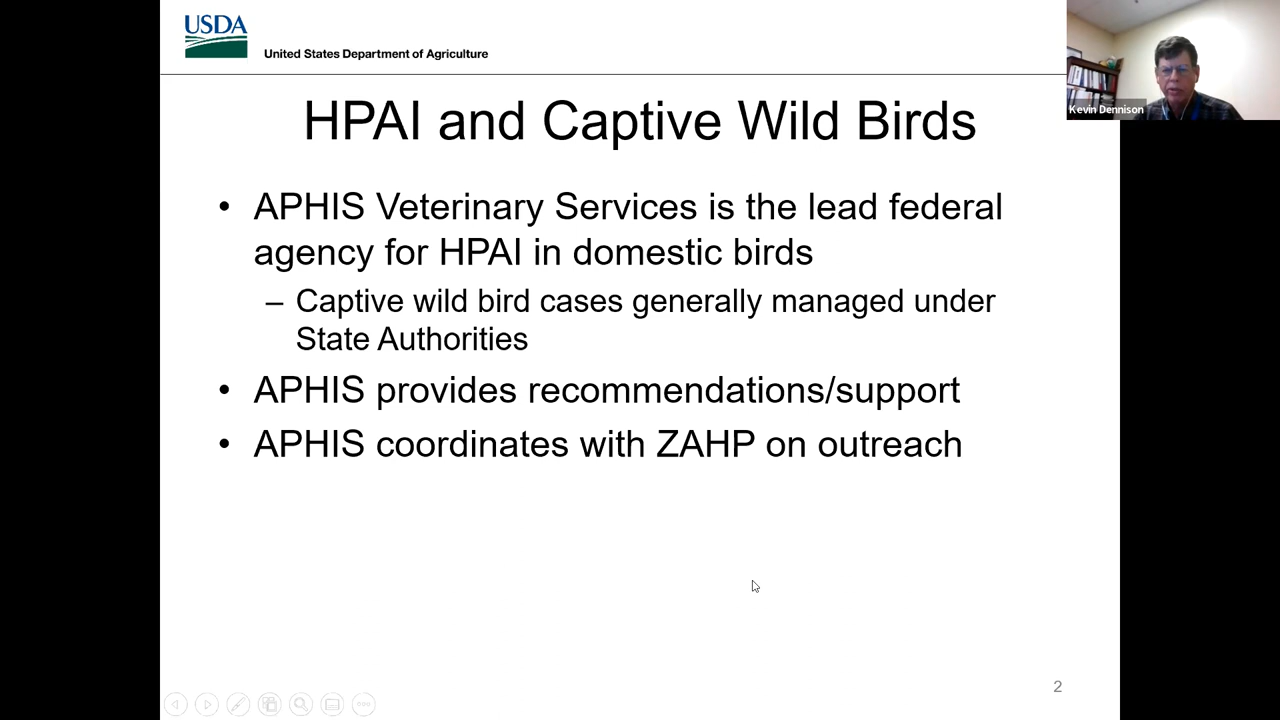 USDA
United States Department of Agriculture
Kevin Dennison
HPAI and Captive Wild Birds
• APHIS Veterinary Services is the lead federal
agency for HPAI in domestic birds
– Captive wild bird cases generally managed under
State Authorities
• APHIS provides recommendations/support
• APHIS coordinates with ZAHP on outreach
2